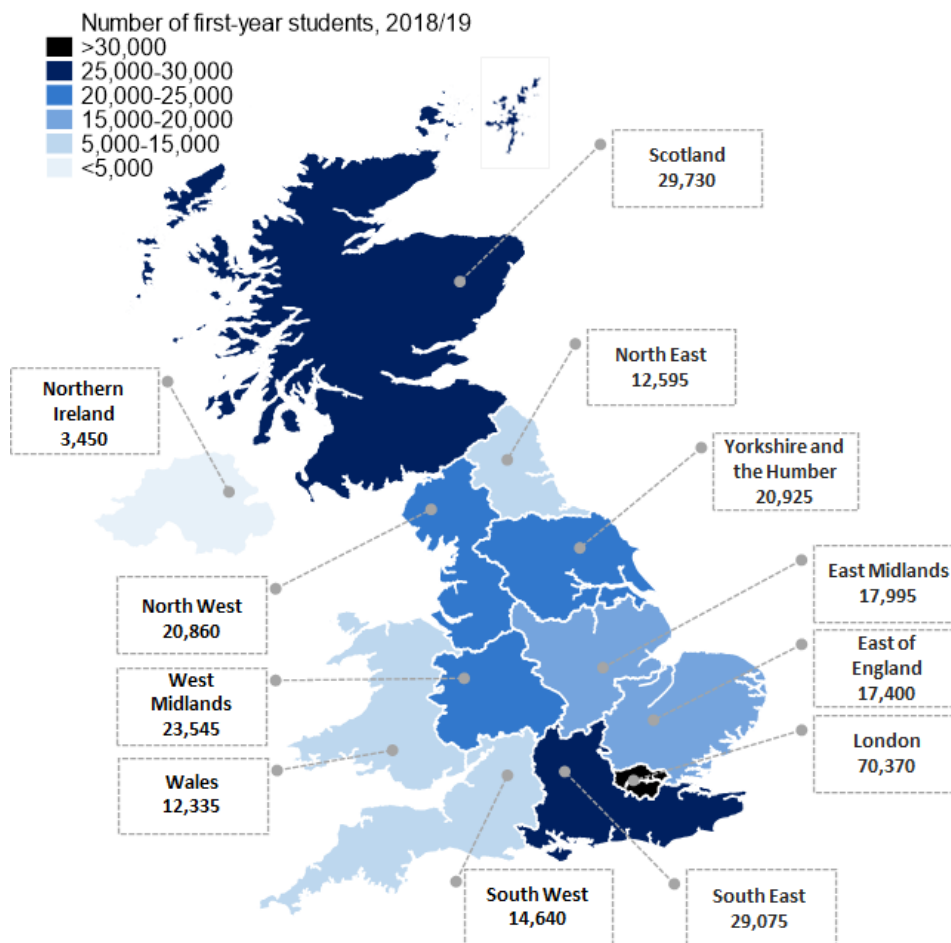 Number of first-year students, 2018/19
>30,000
25,000-30,000
20,000-25,000
15,000-20,000
5,000-15,000
<5,000
Scotland
29,730
North East
12,595
Northern
Ireland
3,450
Yorkshire and
the Humber
20,925
East Midlands
17,995
North West
20,860
East of
England
17,400
West
Midlands
23,545
London
70,370
Wales
12,335
South West
14,640
South East
29,075